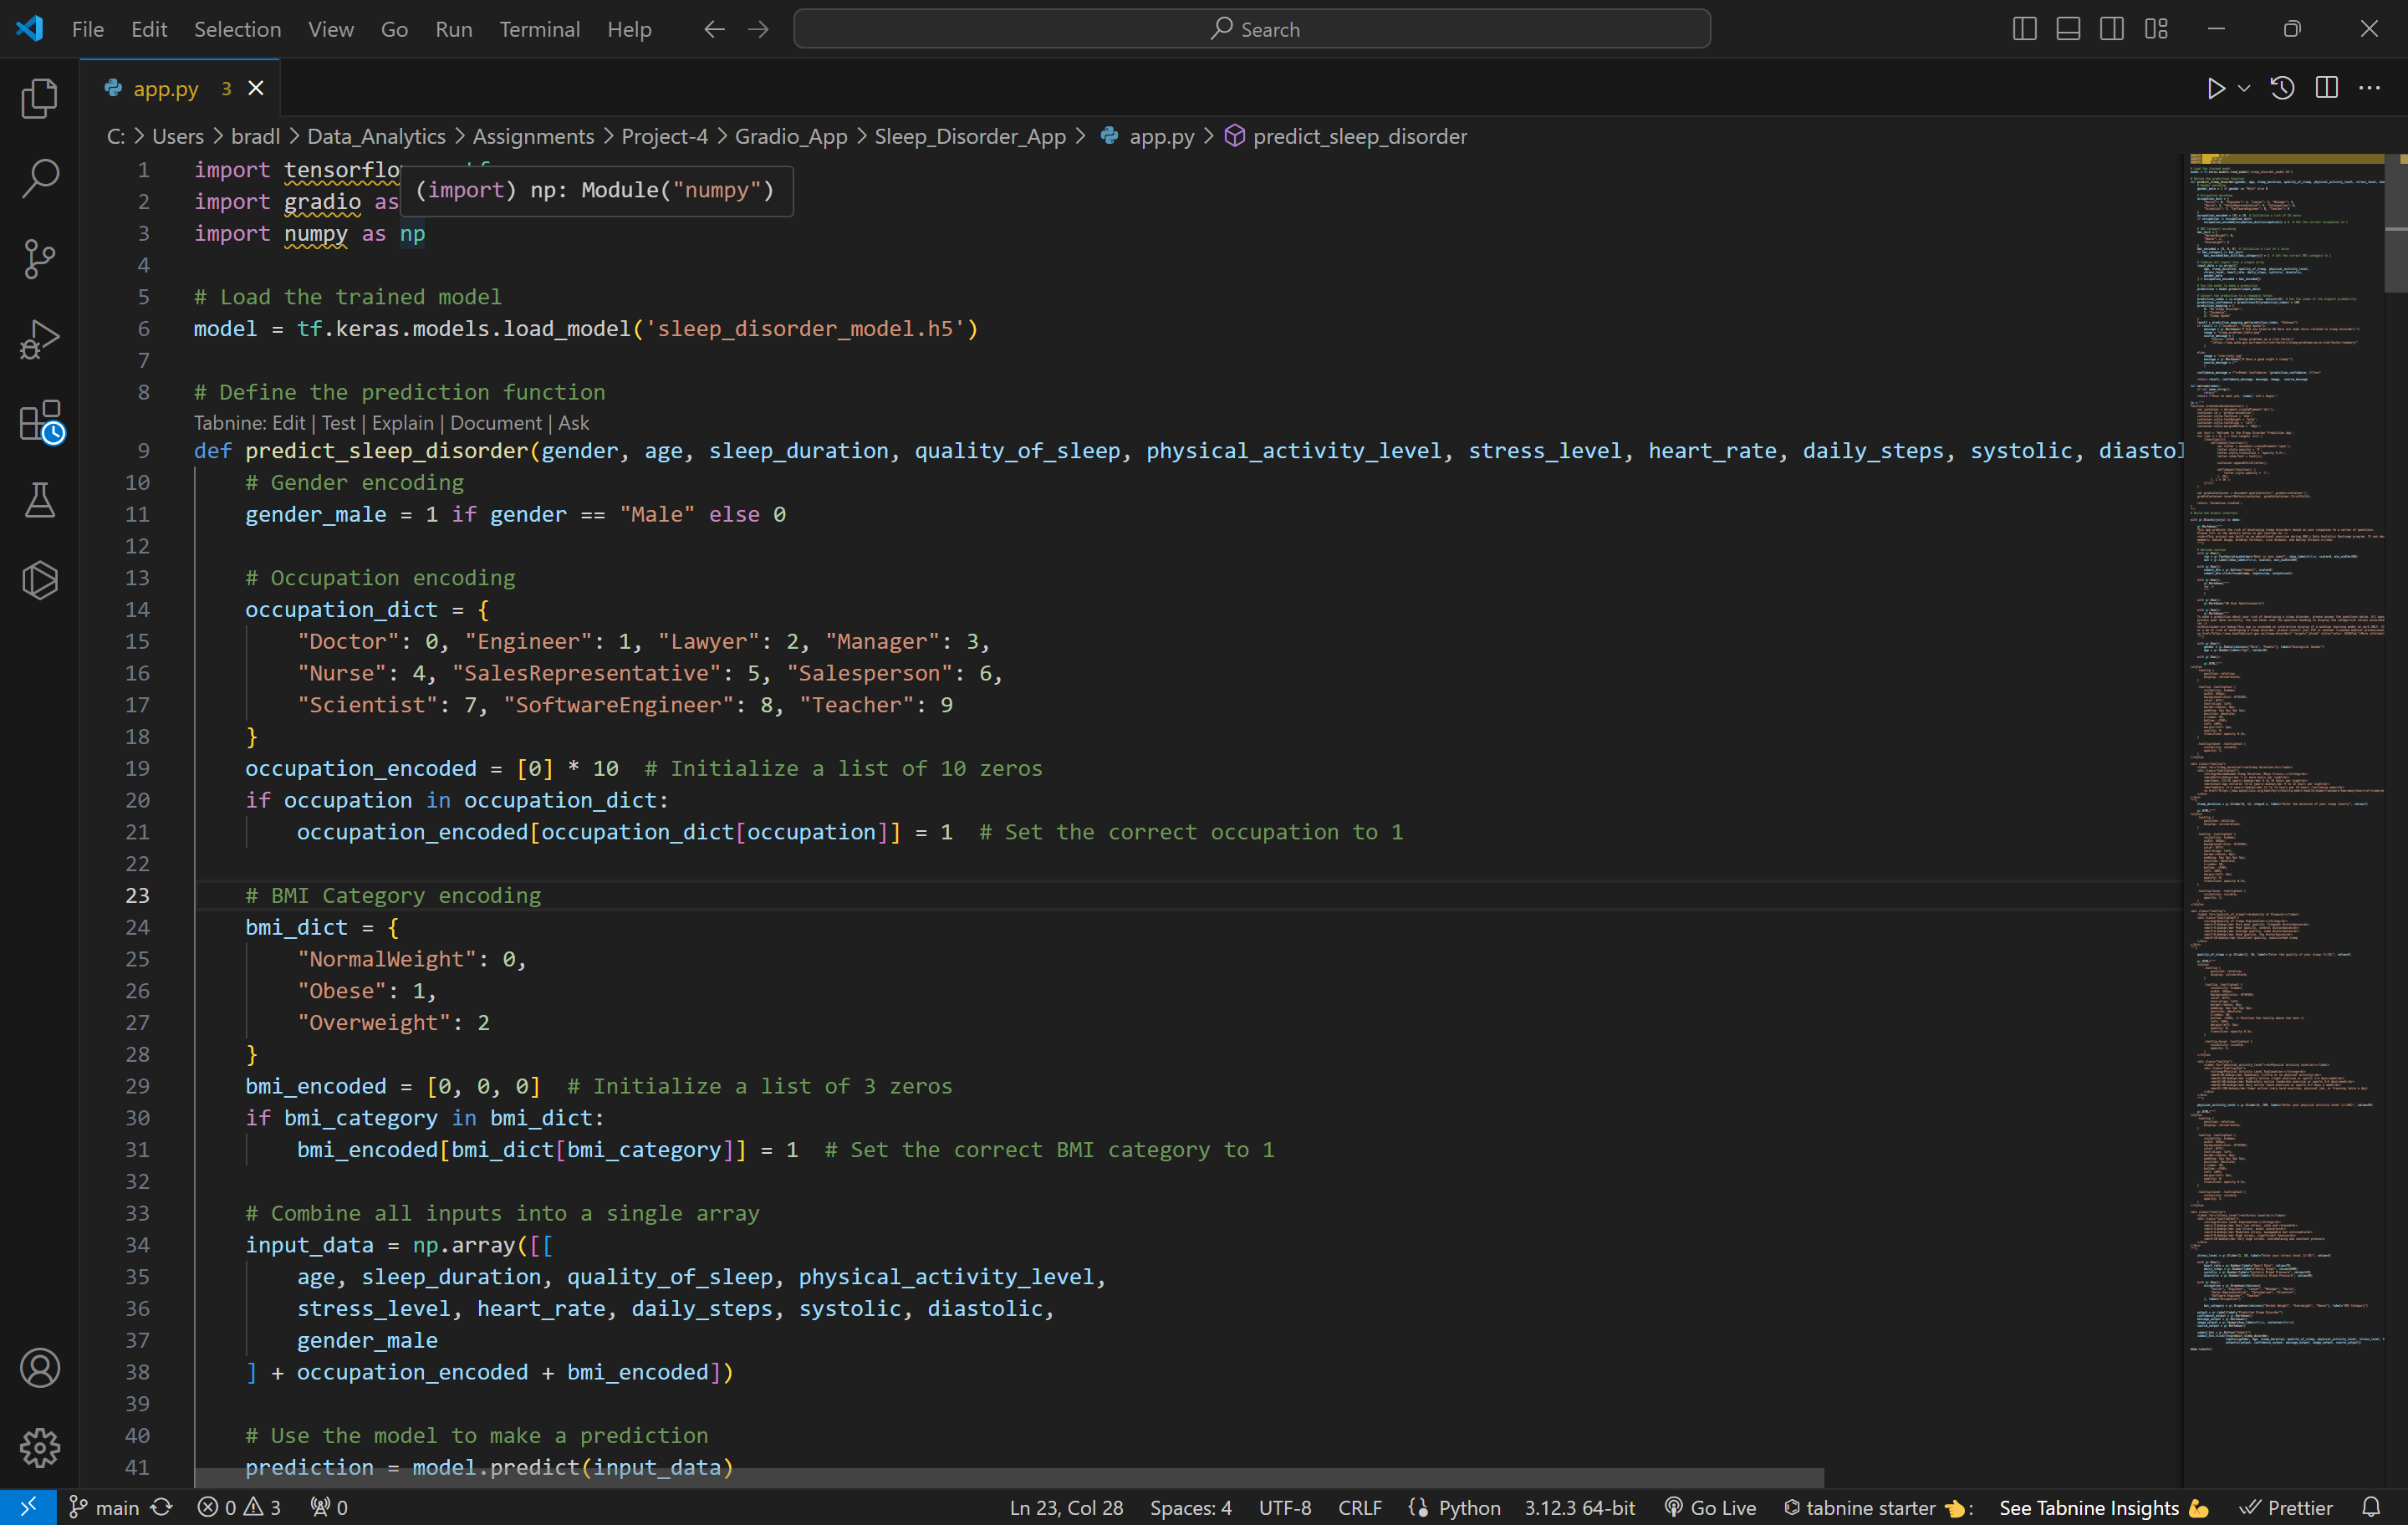 File Edit Selection View Go Run Terminal Help Search
app.py 3
C: > Users > bradl > Data_Analytics > Assignments > Project-4 > Gradio_App > Sleep_Disorder_App > app.py > predict_sleep_disorder
1 import tensorflo
(import) np: Module("numpy")
2 import gradio as
3 import numpy as np
4
5 # Load the trained model
6 model = tf.keras.models.load_model('sleep_disorder_model.h5')
7
8 # Define the prediction function
Tabnine: Edit | Test | Explain | Document | Ask
9 def predict_sleep_disorder(gender, age, sleep_duration, quality_of_sleep, physical_activity_level, stress_level, heart_rate, daily_steps, systolic, diastol
10 # Gender encoding
11 gender_male = 1 if gender == "Male" else 0
12
13 # Occupation encoding
14 occupation_dict = {
15 "Doctor": 0, "Engineer": 1, "Lawyer": 2, "Manager": 3,
16 "Nurse": 4, "SalesRepresentative": 5, "Salesperson": 6,
17 "Scientist": 7, "SoftwareEngineer": 8, "Teacher": 9
18 }
19 occupation_encoded = [0] * 10 # Initialize a list of 10 zeros
20 if occupation in occupation_dict:
21 occupation_encoded[occupation_dict[occupation]] = 1 # Set the correct occupation to 1
22
23 # BMI Category encoding
24 bmi_dict = {
25 "NormalWeight": 0,
26 "Obese": 1,
27 "Overweight": 2
28 }
29 bmi_encoded = [0, 0, 0] # Initialize a list of 3 zeros
30 if bmi_category in bmi_dict:
31 bmi_encoded[bmi_dict[bmi_category]] = 1 # Set the correct BMI category to 1
32
33 # Combine all inputs into a single array
34 input_data = np.array([[
35 age, sleep_duration, quality_of_sleep, physical_activity_level,
36 stress_level, heart_rate, daily_steps, systolic, diastolic,
37 gender_male
38 ] + occupation_encoded + bmi_encoded])
39
40 # Use the model to make a prediction
41 prediction = model.predict(input_data)
main 0 3 0 Ln 23, Col 28 Spaces: 4 UTF-8 CRLF Python 3.12.3 64-bit Go Live tabnine starter 👈: See Tabnine Insights 💪 Prettier